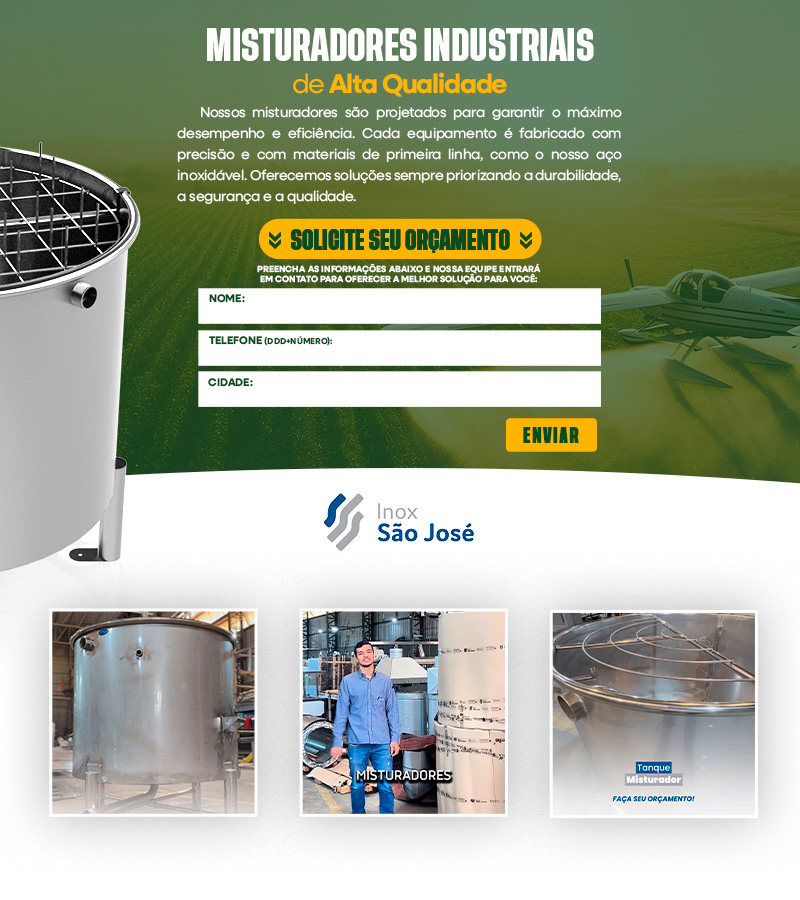 MISTURADORES INDUSTRIAIS
de Alta Qualidade
Nossos misturadores são projetados para garantir o máximo
desempenho e eficiência. Cada equipamento é fabricado com
precisão e com materiais de primeira linha, como o nosso aço
inoxidável. Oferecemos soluções sempre priorizando a durabilidade,
a segurança e a qualidade.
SOLICITE SEU ORÇAMENTO
PREENCHA AS INFORMAÇÕES ABAIXO E NOSSA EQUIPE ENTRARÁ
EM CONTATO PARA OFERECER A MELHOR SOLUÇÃO PARA VOCÊ:
NOME:
TELEFONE (DDD+NÚMERO):
CIDADE:
ENVIAR
Inox
São José
MISTURADORES
Tanque
Misturador
FAÇA SEU ORÇAMENTO!